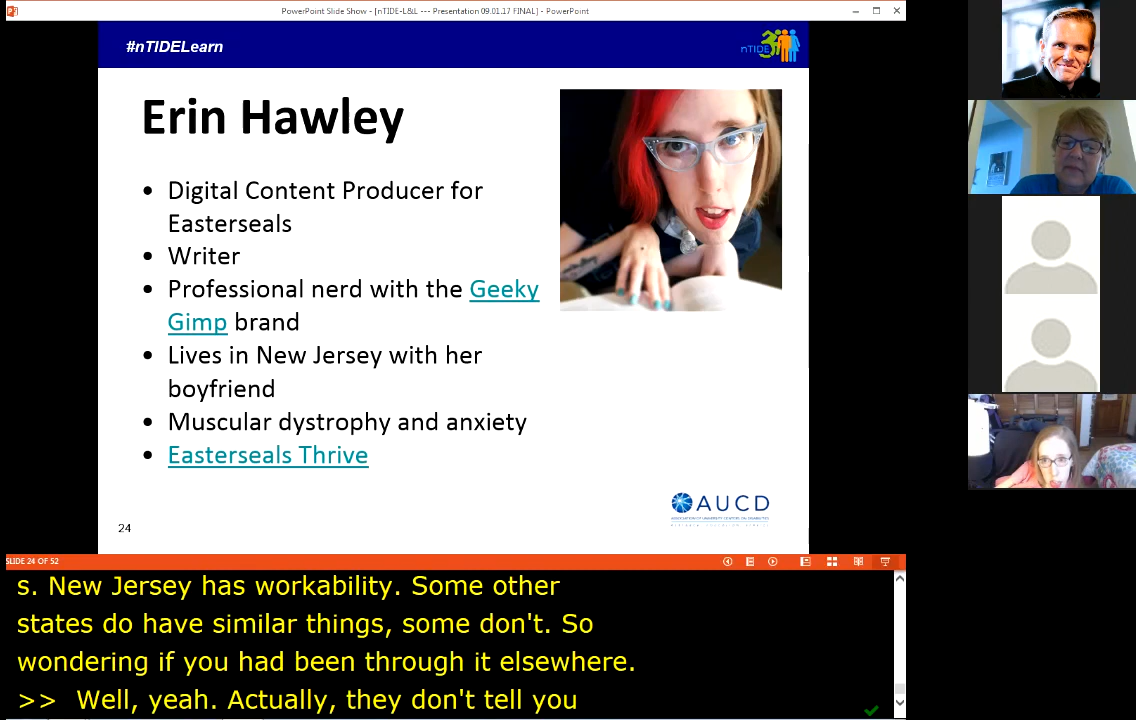 PowerPoint Slide Show - [nTIDE-L&L --- Presentation 09.01.17 FINAL] - PowerPoint
#nTIDELearn
nTIDE
Erin Hawley
• Digital Content Producer for
Easterseals
• Writer
• Professional nerd with the Geeky
Gimp brand
• Lives in New Jersey with her
boyfriend
• Muscular dystrophy and anxiety
• Easterseals Thrive
AUCD
24
SLIDE 24 OF 52
s. New Jersey has workability. Some other
states do have similar things, some don't. So
wondering if you had been through it elsewhere.
>> Well, yeah. Actually, they don't tell you